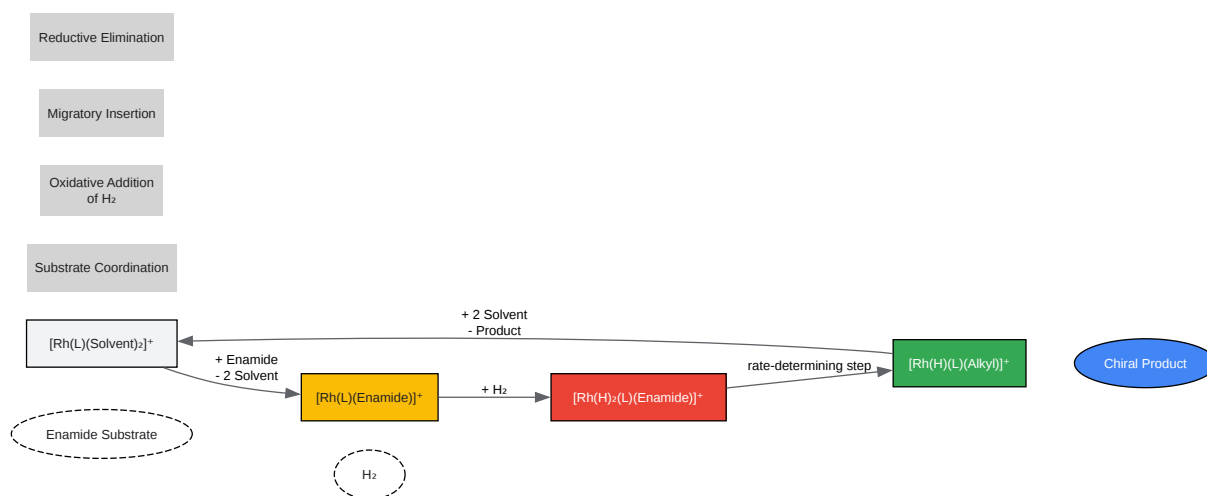 Reductive Elimination
Migratory Insertion
Oxidative Addition
of H₂
Substrate Coordination
+ 2 Solvent
- Product
[Rh(L)(Solvent)₂]⁺
+ Enamide
- 2 Solvent
rate-determining step
[Rh(H)(L)(Alkyl)]⁺
Chiral Product
[Rh(L)(Enamide)]⁺
+ H₂
[Rh(H)₂(L)(Enamide)]⁺
Enamide Substrate
H₂